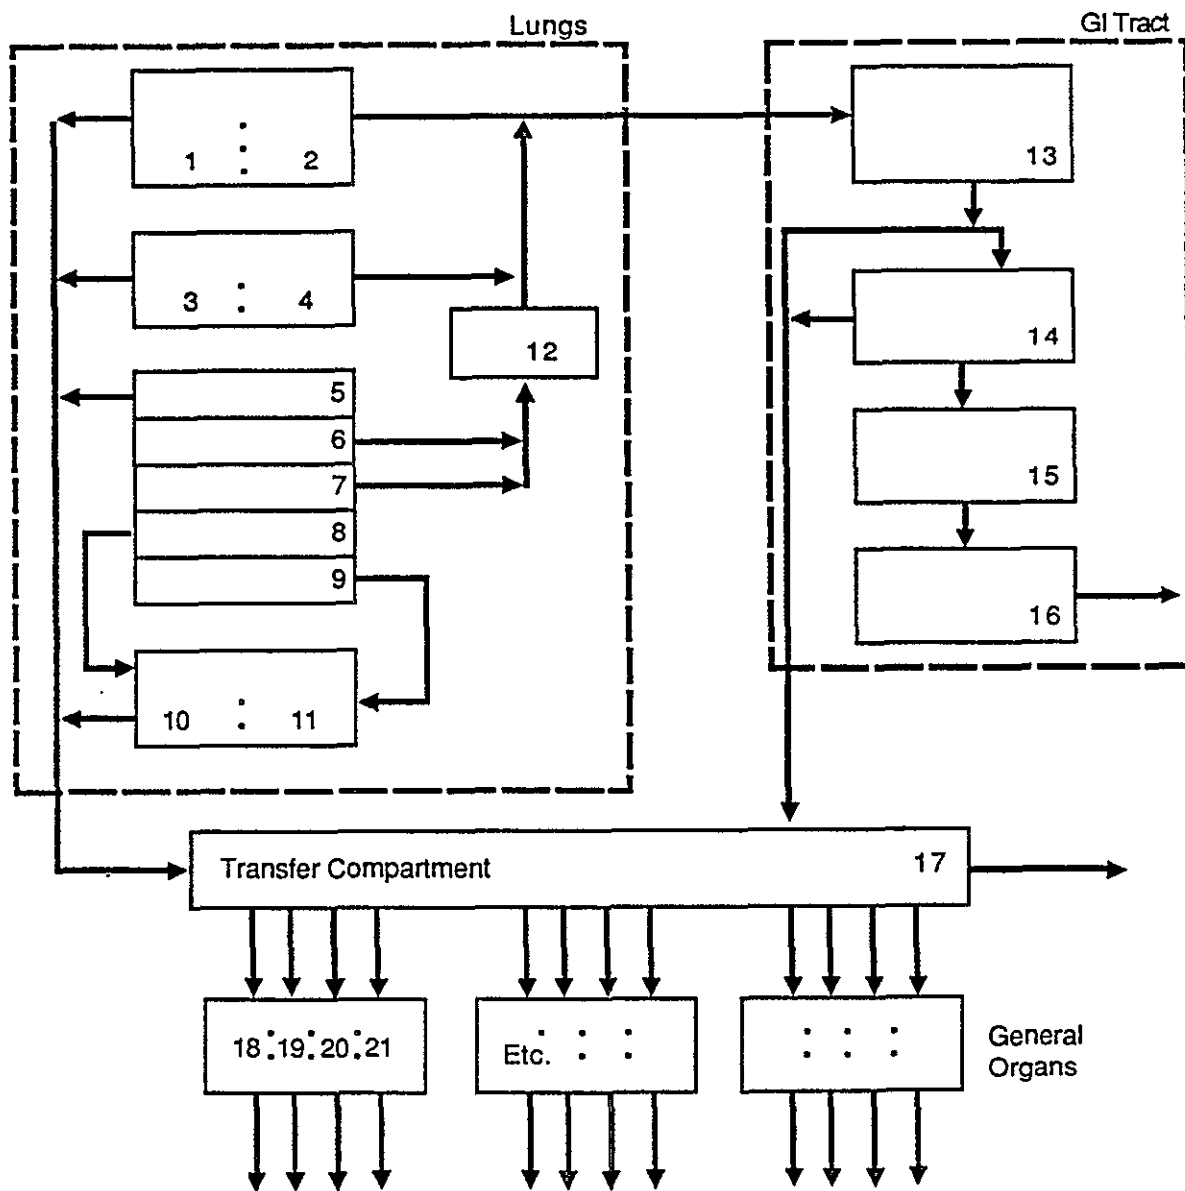 Lungs
GI Tract
1 : 2
13
3 : 4
12
14
5
6
7
8
9
15
16
10 : 11
Transfer Compartment 17
18 : 19 : 20 : 21
Etc.
General
Organs